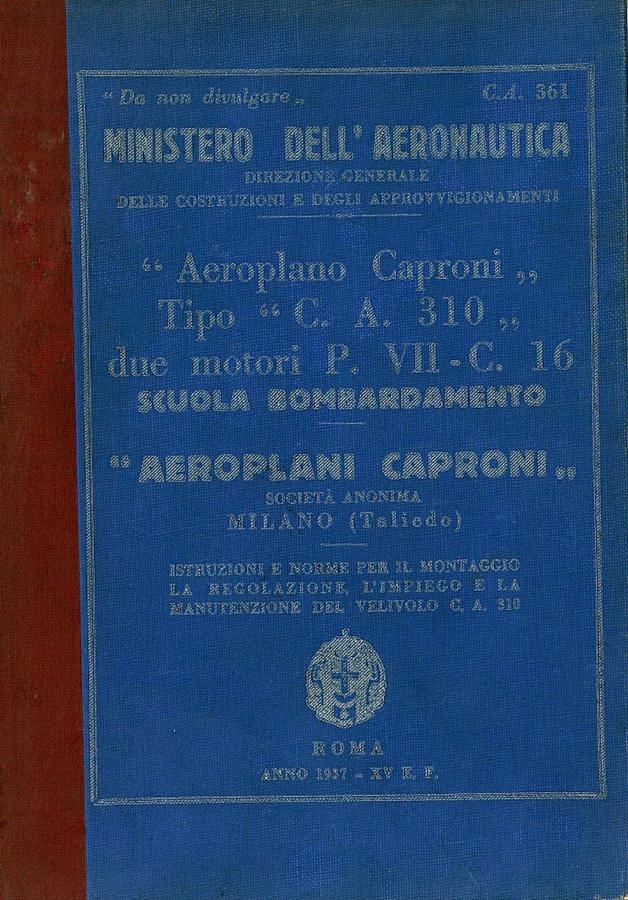 “ Da non divulgare „ C.A. 361
MINISTERO DELL' AERONAUTICA
DIREZIONE GENERALE
DELLE COSTRUZIONI E DEGLI APPROVVIGIONAMENTI
“ Aeroplano Caproni „
Tipo “ C. A. 310 „
due motori P. VII - C. 16
SCUOLA BOMBARDAMENTO
“ AEROPLANI CAPRONI „
SOCIETÀ ANONIMA
MILANO (Taliedo)
ISTRUZIONI E NORME PER IL MONTAGGIO
LA REGOLAZIONE, L'IMPIEGO E LA
MANUTENZIONE DEL VELIVOLO C. A. 310
ROMA
ANNO 1937 - XV E. F.